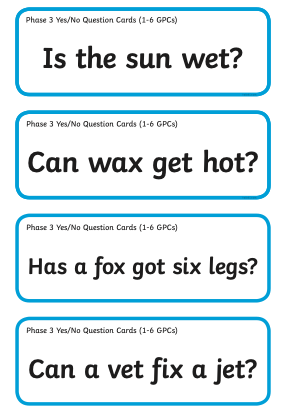 Phase 3 Yes/No Question Cards (1-6 GPCs)
Is the sun wet?
Phase 3 Yes/No Question Cards (1-6 GPCs)
Can wax get hot?
Phase 3 Yes/No Question Cards (1-6 GPCs)
Has a fox got six legs?
Phase 3 Yes/No Question Cards (1-6 GPCs)
Can a vet fix a jet?